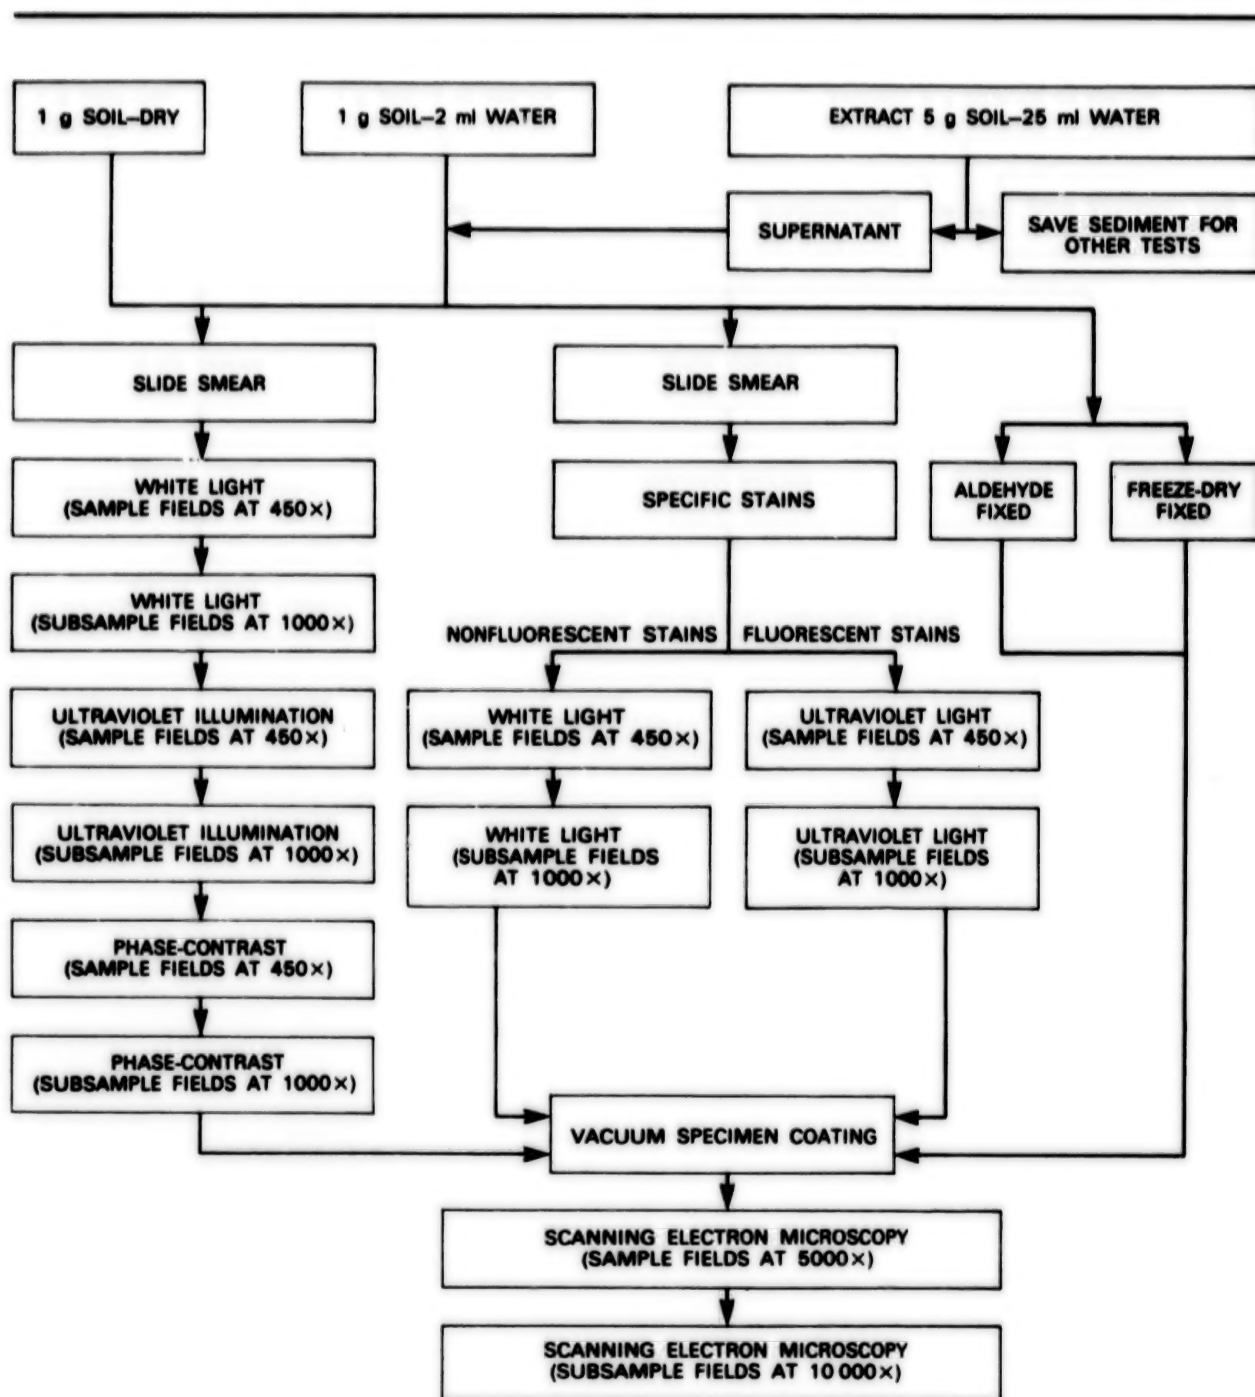 1 g SOIL–DRY
1 g SOIL–2 ml WATER
EXTRACT 5 g SOIL–25 ml WATER
SUPERNATANT
SAVE SEDIMENT FOR
OTHER TESTS
SLIDE SMEAR
WHITE LIGHT
(SAMPLE FIELDS AT 450×)
WHITE LIGHT
(SUBSAMPLE FIELDS AT 1000×)
ULTRAVIOLET ILLUMINATION
(SAMPLE FIELDS AT 450×)
ULTRAVIOLET ILLUMINATION
(SUBSAMPLE FIELDS AT 1000×)
PHASE-CONTRAST
(SAMPLE FIELDS AT 450×)
PHASE-CONTRAST
(SUBSAMPLE FIELDS AT 1000×)
SLIDE SMEAR
SPECIFIC STAINS
NONFLUORESCENT STAINS
FLUORESCENT STAINS
WHITE LIGHT
(SAMPLE FIELDS AT 450×)
WHITE LIGHT
(SUBSAMPLE FIELDS
AT 1000×)
ULTRAVIOLET LIGHT
(SAMPLE FIELDS AT 450×)
ULTRAVIOLET LIGHT
(SUBSAMPLE FIELDS
AT 1000×)
ALDEHYDE
FIXED
FREEZE-DRY
FIXED
VACUUM SPECIMEN COATING
SCANNING ELECTRON MICROSCOPY
(SAMPLE FIELDS AT 5000×)
SCANNING ELECTRON MICROSCOPY
(SUBSAMPLE FIELDS AT 10 000×)